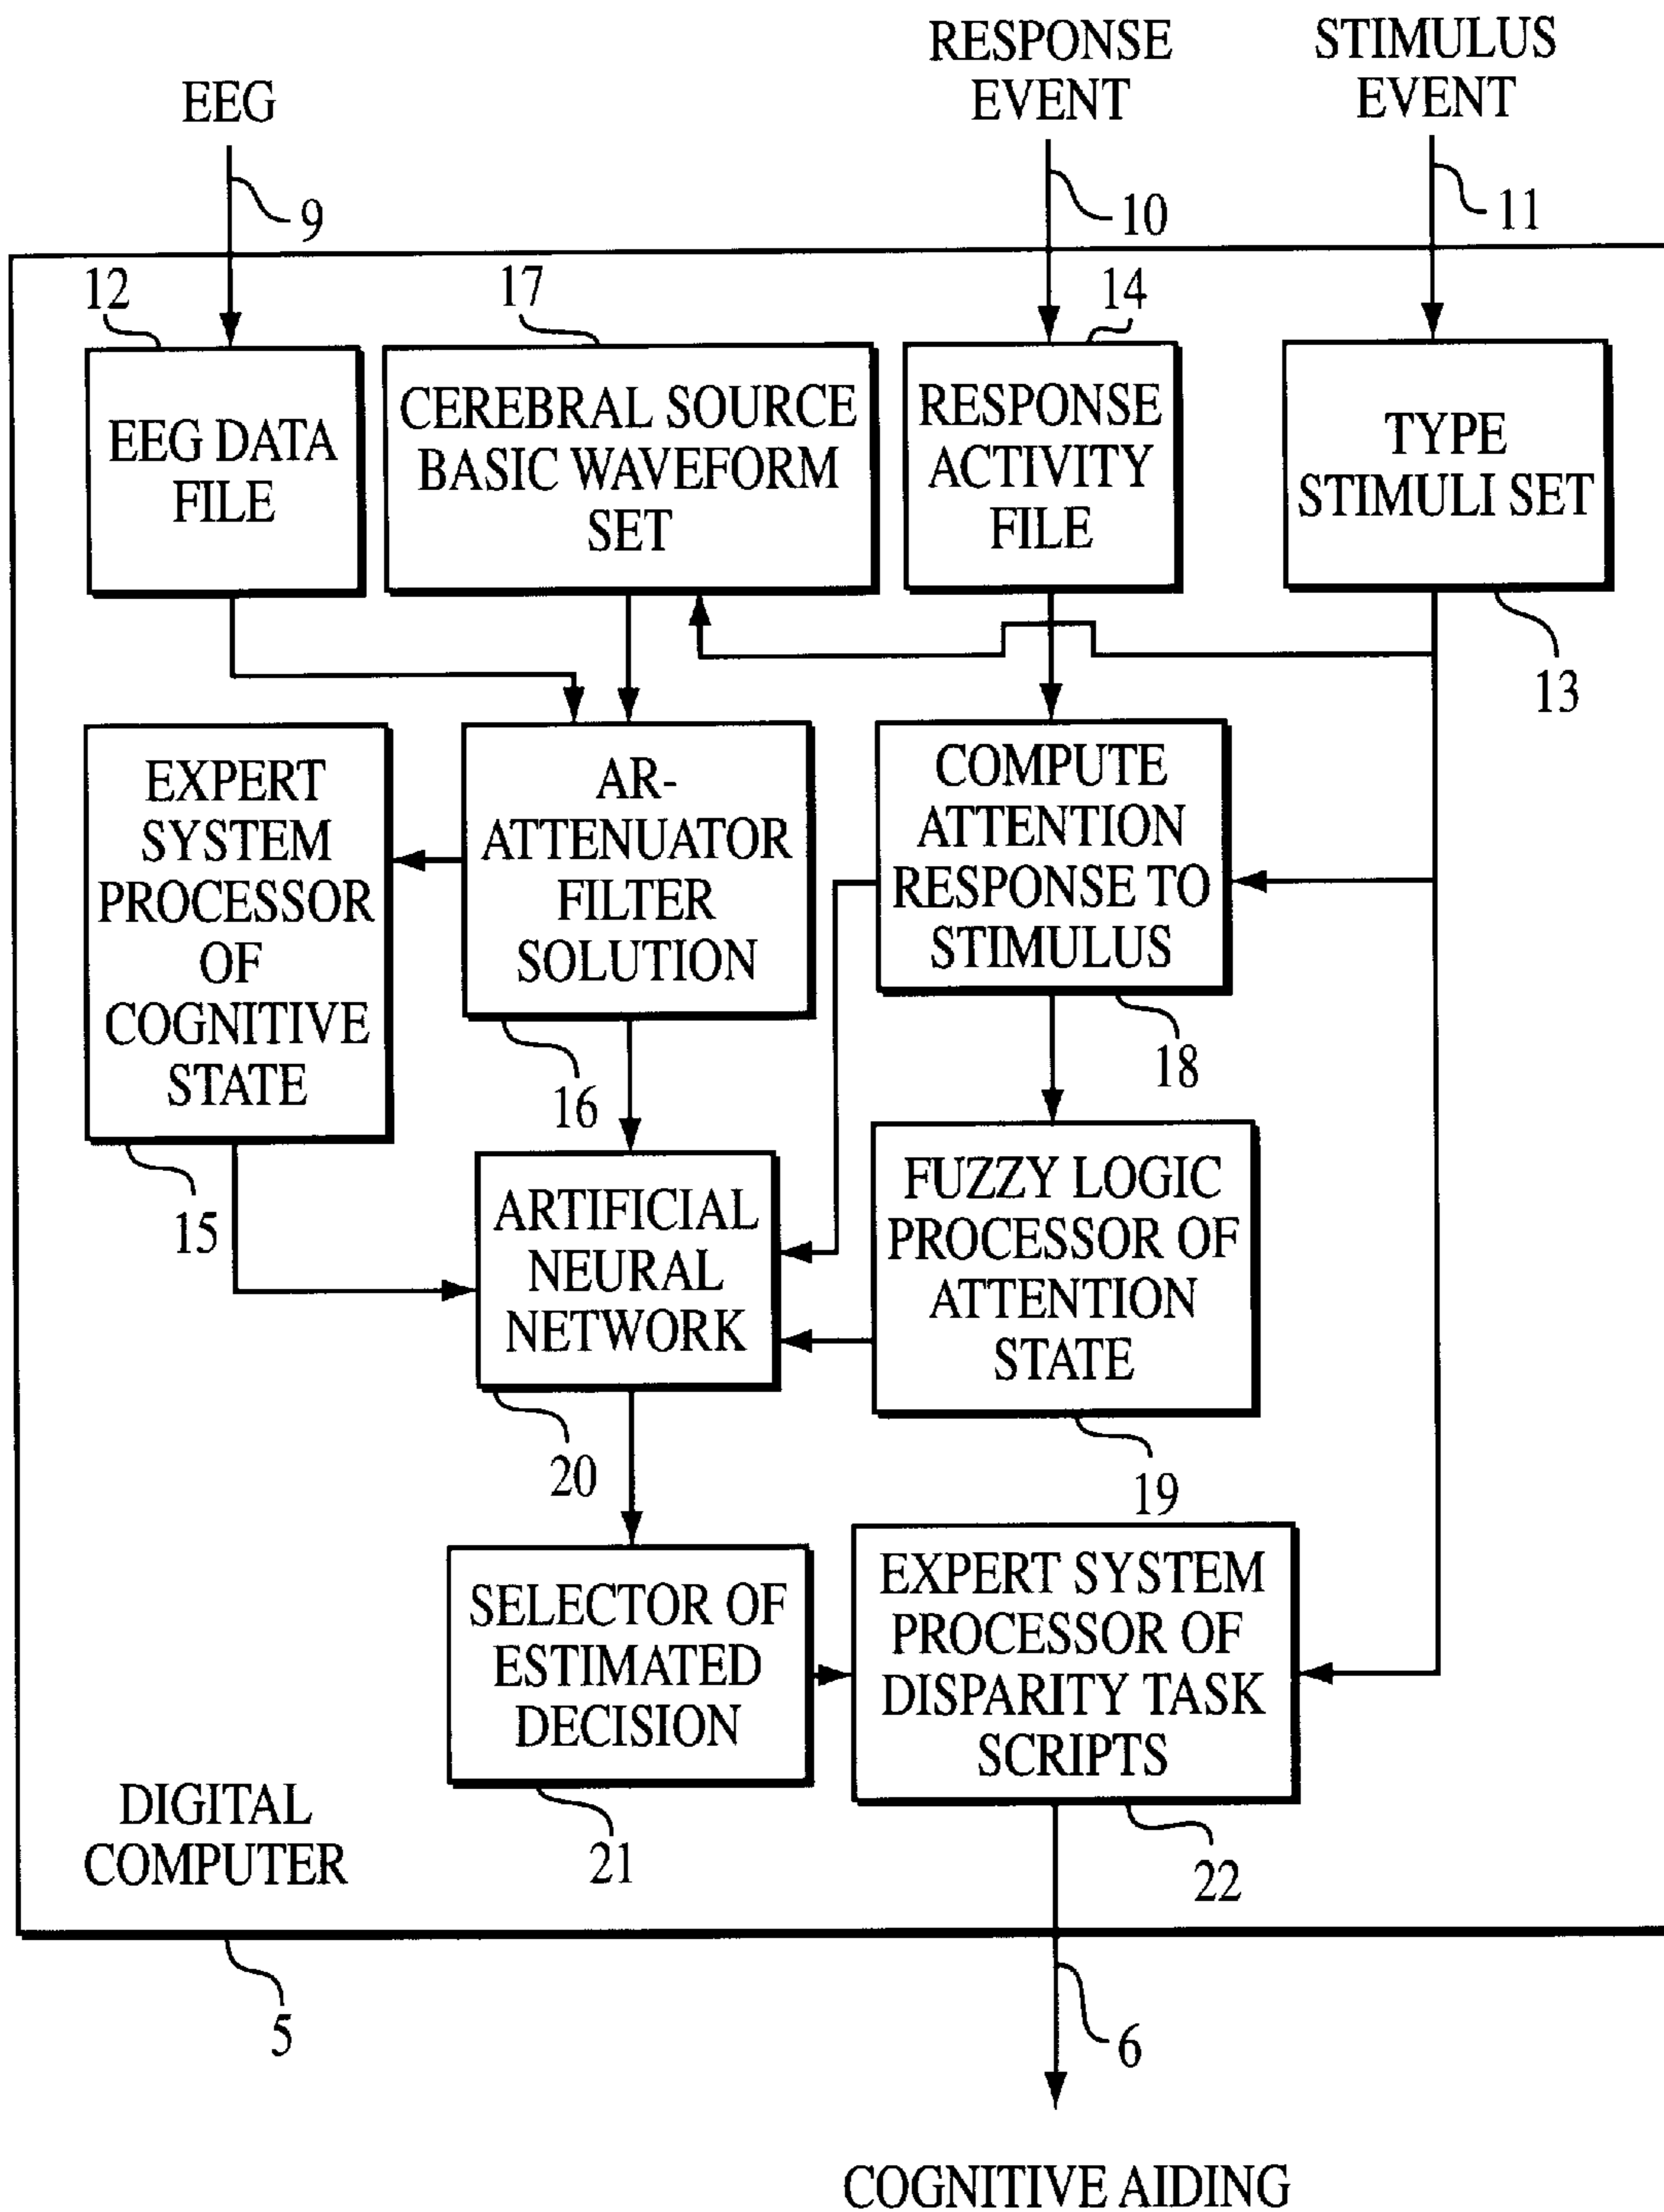 EEG
RESPONSE
EVENT
STIMULUS
EVENT
9
10
11
12
17
14
EEG DATA
FILE
CEREBRAL SOURCE
BASIC WAVEFORM
SET
RESPONSE
ACTIVITY
FILE
TYPE
STIMULI SET
13
EXPERT
SYSTEM
PROCESSOR
OF
COGNITIVE
STATE
AR-
ATTENUATOR
FILTER
SOLUTION
COMPUTE
ATTENTION
RESPONSE TO
STIMULUS
16
18
15
ARTIFICIAL
NEURAL
NETWORK
FUZZY LOGIC
PROCESSOR OF
ATTENTION
STATE
20
19
SELECTOR OF
ESTIMATED
DECISION
EXPERT SYSTEM
PROCESSOR OF
DISPARITY TASK
SCRIPTS
DIGITAL
COMPUTER
21
22
5
6
COGNITIVE AIDING